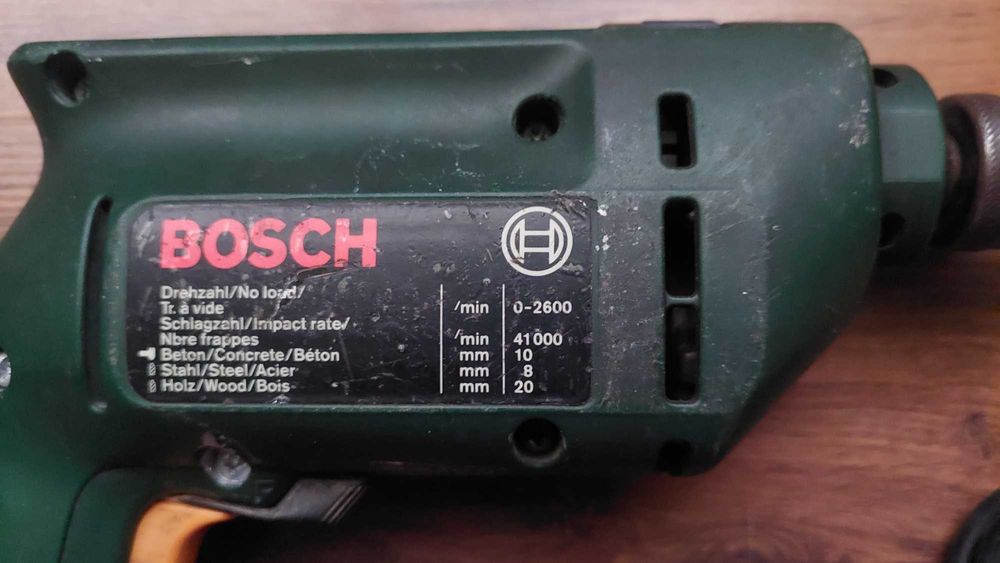 BOSCH
Drehzahl/No load/
Tr. à vide /min 0-2600
Schlagzahl/Impact rate/
Nbre frappes /min 41000
Beton/Concrete/Béton mm 10
Stahl/Steel/Acier mm 8
Holz/Wood/Bois mm 20